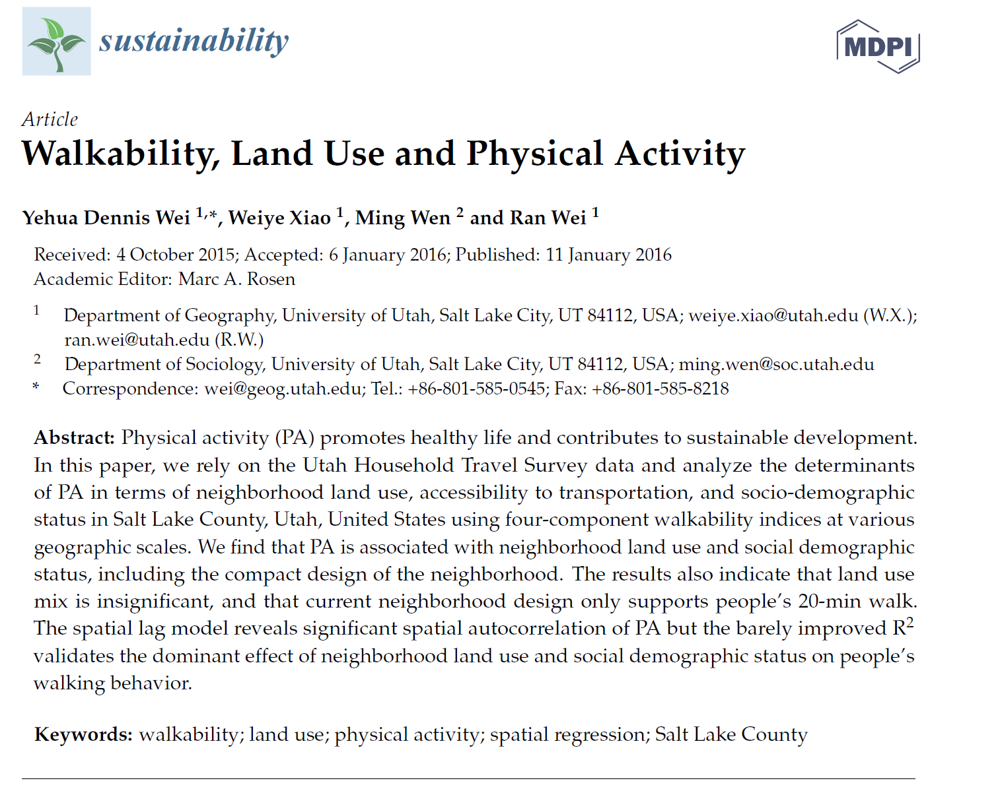 sustainability
MDPI
Article
Walkability, Land Use and Physical Activity
Yehua Dennis Wei 1,*, Weiye Xiao 1, Ming Wen 2 and Ran Wei 1
Received: 4 October 2015; Accepted: 6 January 2016; Published: 11 January 2016
Academic Editor: Marc A. Rosen
1 Department of Geography, University of Utah, Salt Lake City, UT 84112, USA; weiye.xiao@utah.edu (W.X.);
ran.wei@utah.edu (R.W.)
2 Department of Sociology, University of Utah, Salt Lake City, UT 84112, USA; ming.wen@soc.utah.edu
* Correspondence: wei@geog.utah.edu; Tel.: +86-801-585-0545; Fax: +86-801-585-8218
Abstract: Physical activity (PA) promotes healthy life and contributes to sustainable development.
In this paper, we rely on the Utah Household Travel Survey data and analyze the determinants
of PA in terms of neighborhood land use, accessibility to transportation, and socio-demographic
status in Salt Lake County, Utah, United States using four-component walkability indices at various
geographic scales. We find that PA is associated with neighborhood land use and social demographic
status, including the compact design of the neighborhood. The results also indicate that land use
mix is insignificant, and that current neighborhood design only supports people's 20-min walk.
The spatial lag model reveals significant spatial autocorrelation of PA but the barely improved R2
validates the dominant effect of neighborhood land use and social demographic status on people's
walking behavior.
Keywords: walkability; land use; physical activity; spatial regression; Salt Lake County